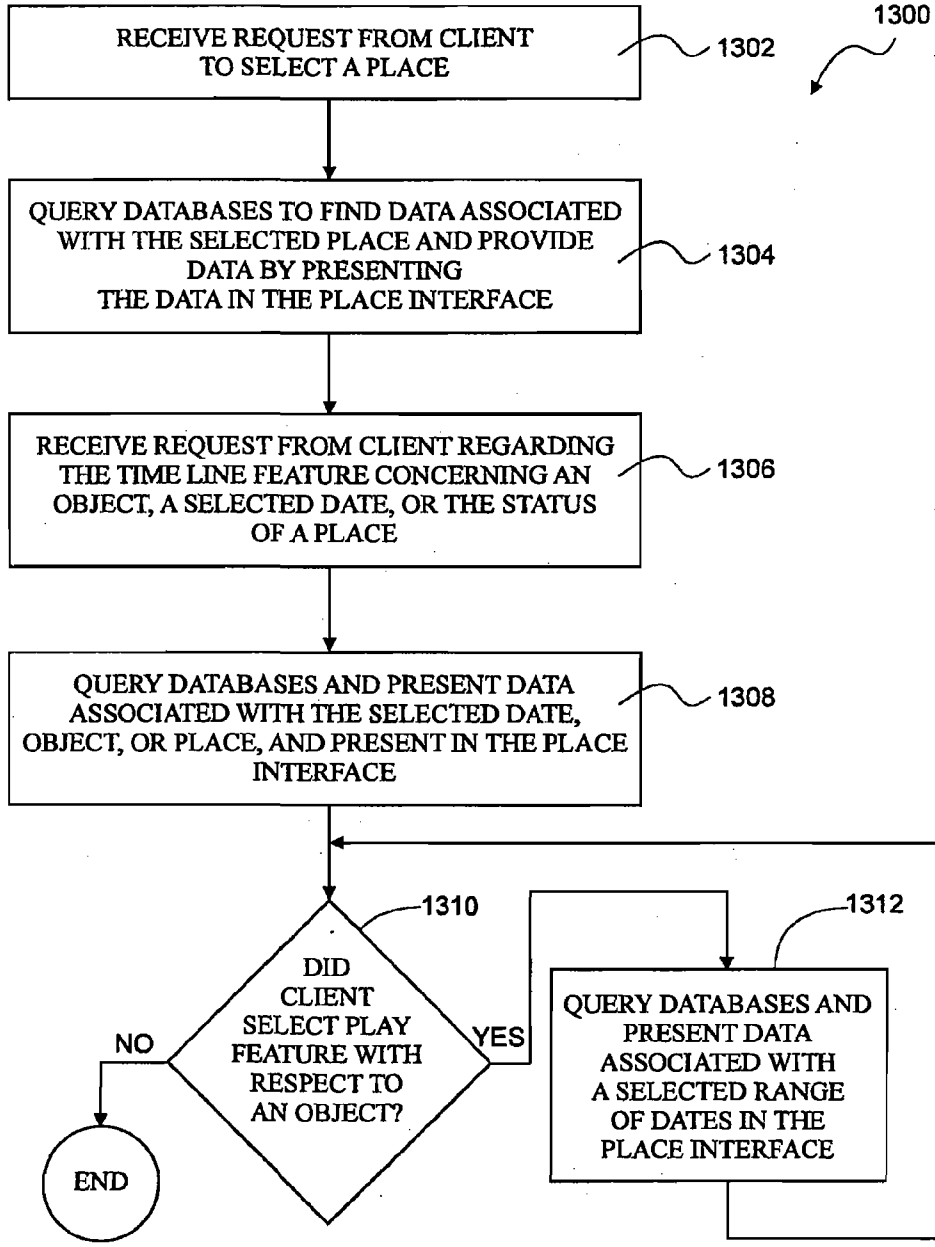 1300
RECEIVE REQUEST FROM CLIENT
TO SELECT A PLACE
1302
QUERY DATABASES TO FIND DATA ASSOCIATED
WITH THE SELECTED PLACE AND PROVIDE
DATA BY PRESENTING
THE DATA IN THE PLACE INTERFACE
1304
RECEIVE REQUEST FROM CLIENT REGARDING
THE TIME LINE FEATURE CONCERNING AN
OBJECT, A SELECTED DATE, OR THE STATUS
OF A PLACE
1306
QUERY DATABASES AND PRESENT DATA
ASSOCIATED WITH THE SELECTED DATE,
OBJECT, OR PLACE, AND PRESENT IN THE PLACE
INTERFACE
1308
1310
DID
CLIENT
SELECT PLAY
FEATURE WITH
RESPECT TO
AN OBJECT?
NO
END
YES
1312
QUERY DATABASES AND
PRESENT DATA
ASSOCIATED WITH
A SELECTED RANGE
OF DATES IN THE
PLACE INTERFACE